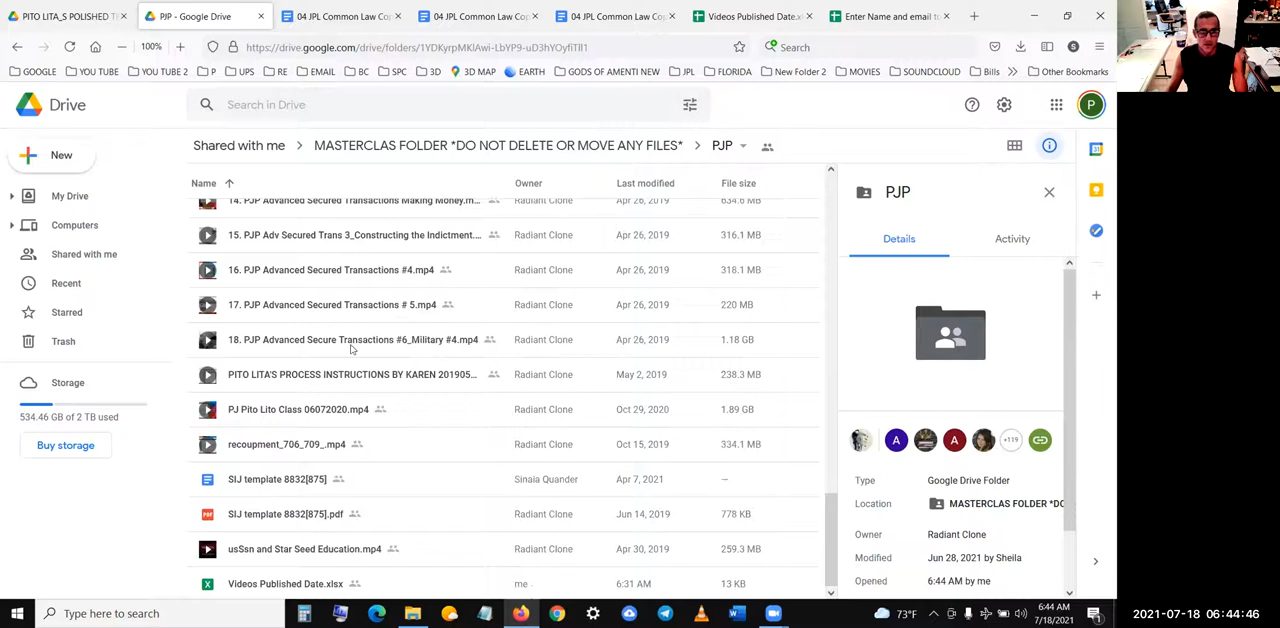 PITO LITA_S POLISHED T
PJP - Google Drive
04 JPL Common Law Co
04 JPL Common Law Co
04 JPL Common Law Co
Videos Published Date.x
Enter Name and email t
100%
https://drive.google.com/drive/folders/1YDKyrpMKlAwi-LbYP9-uD3hYOyfiTll1
Search
GOOGLE YOU TUBE YOU TUBE 2 P UPS RE EMAIL BC SPC 3D 3D MAP EARTH GODS OF AMENTI NEW JPL FLORIDA New Folder 2 MOVIES SOUNDCLOUD Bills Other Bookmarks
Drive
Search in Drive
P
New
Shared with me > MASTERCLAS FOLDER *DO NOT DELETE OR MOVE ANY FILES* > PJP
My Drive
Computers
Shared with me
Recent
Starred
Trash
Storage
534.46 GB of 2 TB used
Buy storage
Name Owner Last modified File size
14. PJP Advanced Secured Transactions Making Money.m... Radiant Clone Apr 26, 2019 634.6 MB
15. PJP Adv Secured Trans 3_Constructing the Indictment.... Radiant Clone Apr 26, 2019 316.1 MB
16. PJP Advanced Secured Transactions #4.mp4 Radiant Clone Apr 26, 2019 318.1 MB
17. PJP Advanced Secured Transactions # 5.mp4 Radiant Clone Apr 26, 2019 220 MB
18. PJP Advanced Secure Transactions #6_Military #4.mp4 Radiant Clone Apr 26, 2019 1.18 GB
PITO LITA'S PROCESS INSTRUCTIONS BY KAREN 201905... Radiant Clone May 2, 2019 238.3 MB
PJ Pito Lito Class 06072020.mp4 Radiant Clone Oct 29, 2020 1.89 GB
recoupment_706_709_.mp4 Radiant Clone Oct 15, 2019 334.1 MB
SIJ template 8832[875] Sinaia Quander Apr 7, 2021 –
SIJ template 8832[875].pdf Radiant Clone Jun 14, 2019 778 KB
usSsn and Star Seed Education.mp4 Radiant Clone Apr 30, 2019 259.3 MB
Videos Published Date.xlsx me 6:31 AM 13 KB
PJP
Details Activity
A A +119
Type Google Drive Folder
Location MASTERCLAS FOLDER *DO
Owner Radiant Clone
Modified Jun 28, 2021 by Sheila
Opened 6:44 AM by me
Type here to search
73°F
6:44 AM
7/18/2021
2021-07-18 06:44:46